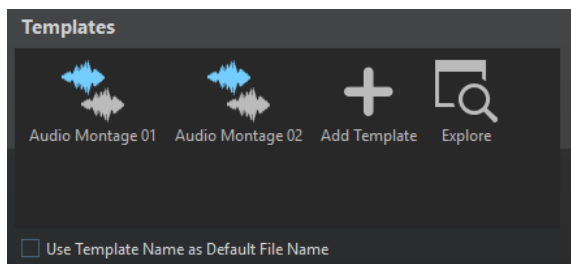 Templates
Audio Montage 01 Audio Montage 02 Add Template Explore
Use Template Name as Default File Name